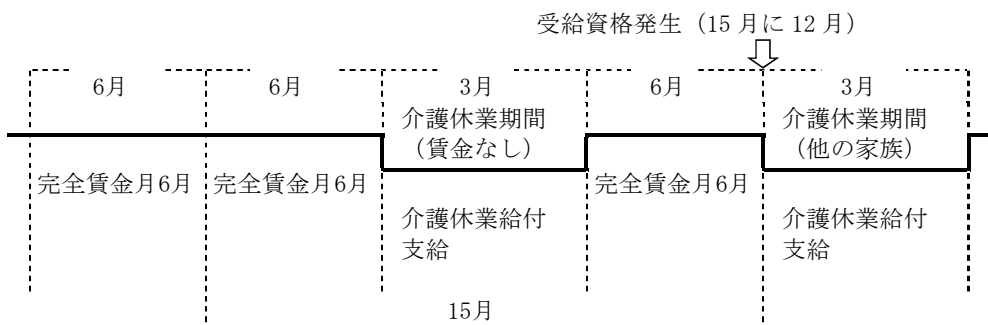 受給資格発生（15 月に 12 月）
6月 6月 3月 6月 3月
介護休業期間 介護休業期間
（賃金なし） （他の家族）
完全賃金月6月 完全賃金月6月 完全賃金月6月
介護休業給付 介護休業給付
支給 支給
15月